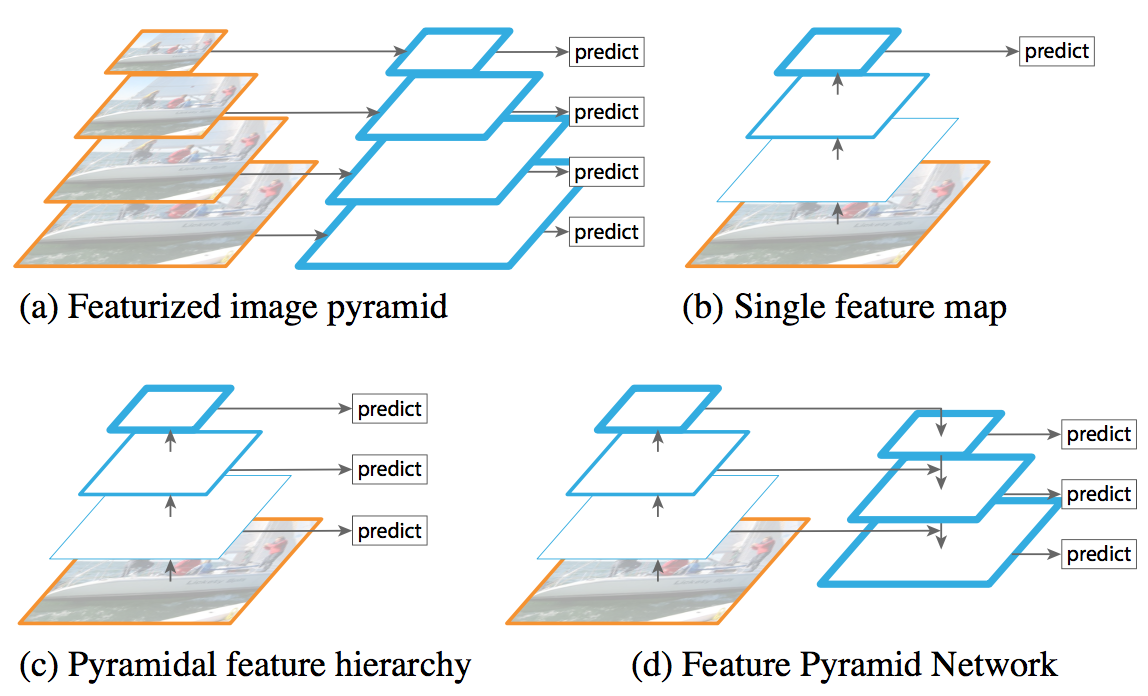 predict
predict
predict
predict
predict
(a) Featurized image pyramid
(b) Single feature map
predict
predict
predict
predict
predict
predict
(c) Pyramidal feature hierarchy
(d) Feature Pyramid Network